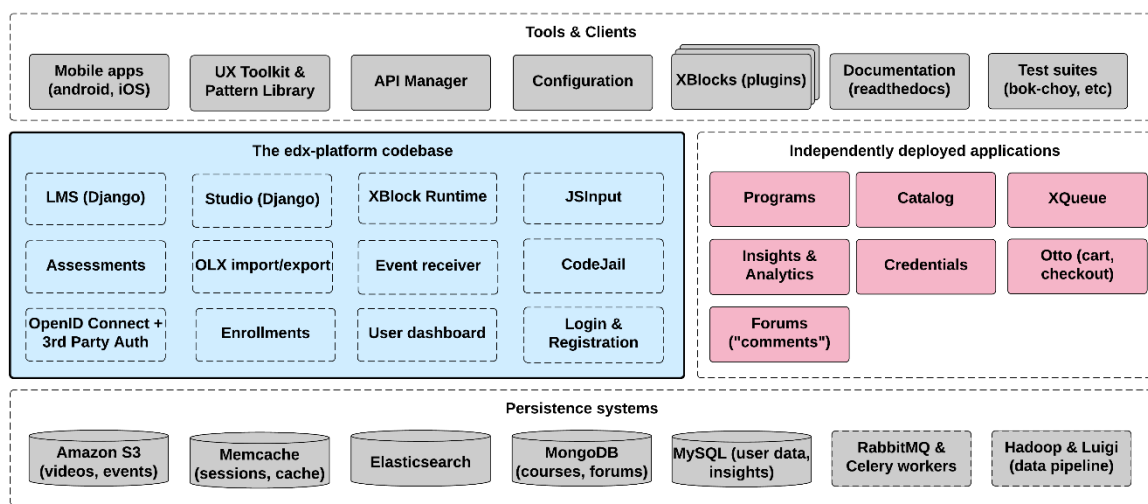 Tools & Clients
Mobile apps
(android, iOS)
UX Toolkit &
Pattern Library
API Manager
Configuration
XBlocks (plugins)
Documentation
(readthedocs)
Test suites
(bok-choy, etc)
The edx-platform codebase
LMS (Django)
Studio (Django)
XBlock Runtime
JSInput
Assessments
OLX import/export
Event receiver
CodeJail
OpenID Connect +
3rd Party Auth
Enrollments
User dashboard
Login &
Registration
Independently deployed applications
Programs
Catalog
XQueue
Insights &
Analytics
Credentials
Otto (cart,
checkout)
Forums
("comments")
Persistence systems
Amazon S3
(videos, events)
Memcache
(sessions, cache)
Elasticsearch
MongoDB
(courses, forums)
MySQL (user data,
insights)
RabbitMQ &
Celery workers
Hadoop & Luigi
(data pipeline)